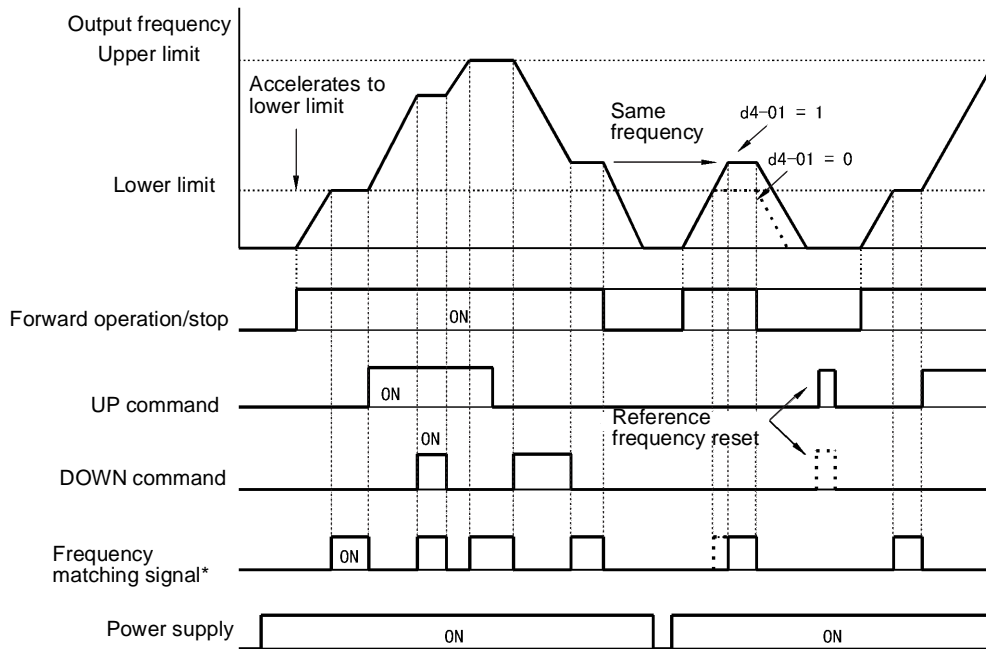 Output frequency
Upper limit
Accelerates to
lower limit
Same
frequency
d4-01 = 1
d4-01 = 0
Lower limit
Forward operation/stop
ON
UP command
ON
Reference
frequency reset
ON
DOWN command
Frequency
matching signal*
ON
Power supply
ON
ON